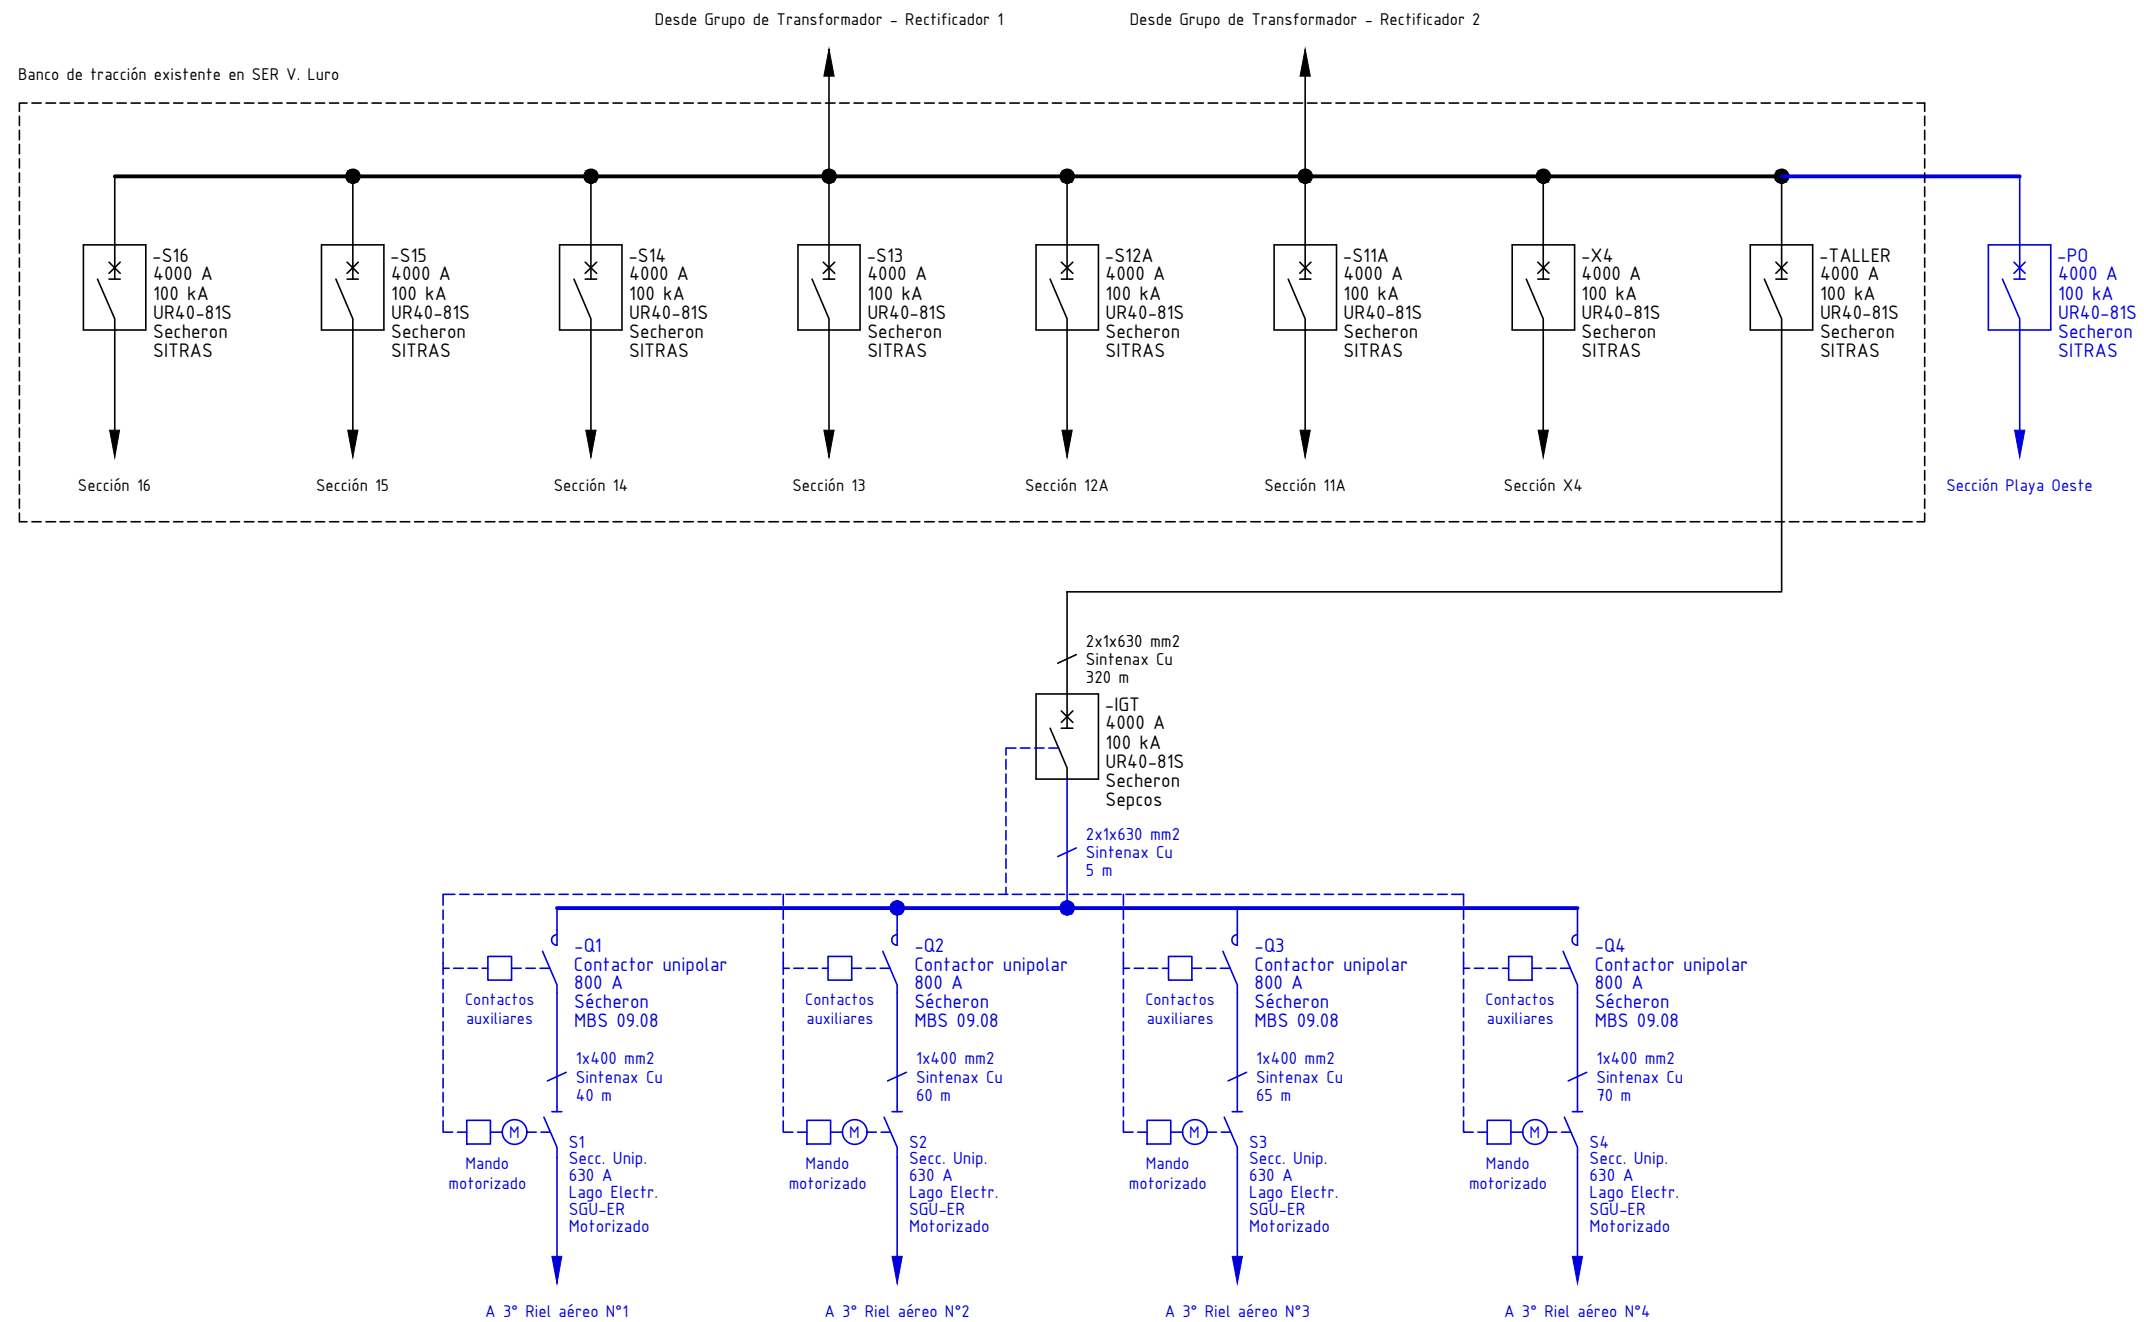 Desde Grupo de Transformador - Rectificador 1
Desde Grupo de Transformador - Rectificador 2
Banco de tracción existente en SER V. Luro
-S16
4000 A
100 kA
UR40-81S
Secheron
SITRAS
-S15
4000 A
100 kA
UR40-81S
Secheron
SITRAS
-S14
4000 A
100 kA
UR40-81S
Secheron
SITRAS
-S13
4000 A
100 kA
UR40-81S
Secheron
SITRAS
-S12A
4000 A
100 kA
UR40-81S
Secheron
SITRAS
-S11A
4000 A
100 kA
UR40-81S
Secheron
SITRAS
-X4
4000 A
100 kA
UR40-81S
Secheron
SITRAS
-TALLER
4000 A
100 kA
UR40-81S
Secheron
SITRAS
-PO
4000 A
100 kA
UR40-81S
Secheron
SITRAS
Sección 16
Sección 15
Sección 14
Sección 13
Sección 12A
Sección 11A
Sección X4
Sección Playa Oeste
2x1x630 mm2
Sintenax Cu
320 m
-IGT
4000 A
100 kA
UR40-81S
Secheron
Sepcos
2x1x630 mm2
Sintenax Cu
5 m
-Q1
Contactor unipolar
800 A
Sécheron
MBS 09.08
Contactos
auxiliares
1x400 mm2
Sintenax Cu
40 m
M
Mando
motorizado
S1
Secc. Unip.
630 A
Lago Electr.
SGU-ER
Motorizado
A 3° Riel aéreo N°1
-Q2
Contactor unipolar
800 A
Sécheron
MBS 09.08
Contactos
auxiliares
1x400 mm2
Sintenax Cu
60 m
M
Mando
motorizado
S2
Secc. Unip.
630 A
Lago Electr.
SGU-ER
Motorizado
A 3° Riel aéreo N°2
-Q3
Contactor unipolar
800 A
Sécheron
MBS 09.08
Contactos
auxiliares
1x400 mm2
Sintenax Cu
65 m
M
Mando
motorizado
S3
Secc. Unip.
630 A
Lago Electr.
SGU-ER
Motorizado
A 3° Riel aéreo N°3
-Q4
Contactor unipolar
800 A
Sécheron
MBS 09.08
Contactos
auxiliares
1x400 mm2
Sintenax Cu
70 m
M
Mando
motorizado
S4
Secc. Unip.
630 A
Lago Electr.
SGU-ER
Motorizado
A 3° Riel aéreo N°4